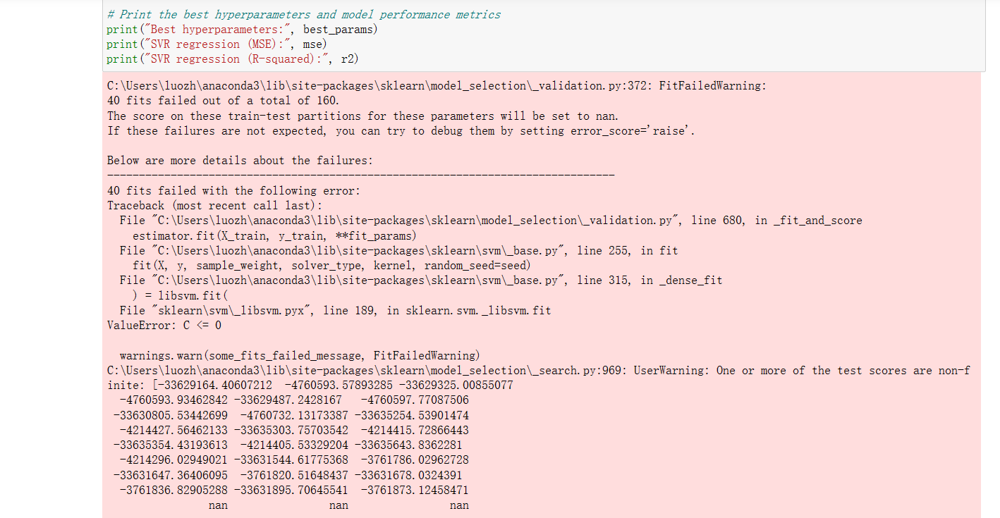 # Print the best hyperparameters and model performance metrics
print("Best hyperparameters:", best_params)
print("SVR regression (MSE):", mse)
print("SVR regression (R-squared):", r2)
C:\Users\luozh\anaconda3\lib\site-packages\sklearn\model_selection\_validation.py:372: FitFailedWarning:
40 fits failed out of a total of 160.
The score on these train-test partitions for these parameters will be set to nan.
If these failures are not expected, you can try to debug them by setting error_score='raise'.
Below are more details about the failures:
--------------------------------------------------------------------------------
40 fits failed with the following error:
Traceback (most recent call last):
  File "C:\Users\luozh\anaconda3\lib\site-packages\sklearn\model_selection\_validation.py", line 680, in _fit_and_score
    estimator.fit(X_train, y_train, **fit_params)
  File "C:\Users\luozh\anaconda3\lib\site-packages\sklearn\svm\_base.py", line 255, in fit
    fit(X, y, sample_weight, solver_type, kernel, random_seed=seed)
  File "C:\Users\luozh\anaconda3\lib\site-packages\sklearn\svm\_base.py", line 315, in _dense_fit
    ) = libsvm.fit(
  File "sklearn\svm\_libsvm.pyx", line 189, in sklearn.svm._libsvm.fit
ValueError: C <= 0
  warnings.warn(some_fits_failed_message, FitFailedWarning)
C:\Users\luozh\anaconda3\lib\site-packages\sklearn\model_selection\_search.py:969: UserWarning: One or more of the test scores are non-f
inite: [-33629164.40607212  -4760593.57893285 -33629325.00855077
  -4760593.93462842 -33629487.2428167   -4760597.77087506
 -33630805.53442699  -4760732.13173387 -33635254.53901474
  -4214427.56462133 -33635303.75703542  -4214415.72866443
 -33635354.43193613  -4214405.53329204 -33635643.8362281
  -4214296.02949021 -33631544.61775368  -3761786.02962728
 -33631647.36406095  -3761820.51648437 -33631678.0324391
  -3761836.82905288 -33631895.70645541  -3761873.12458471
                nan                nan                nan